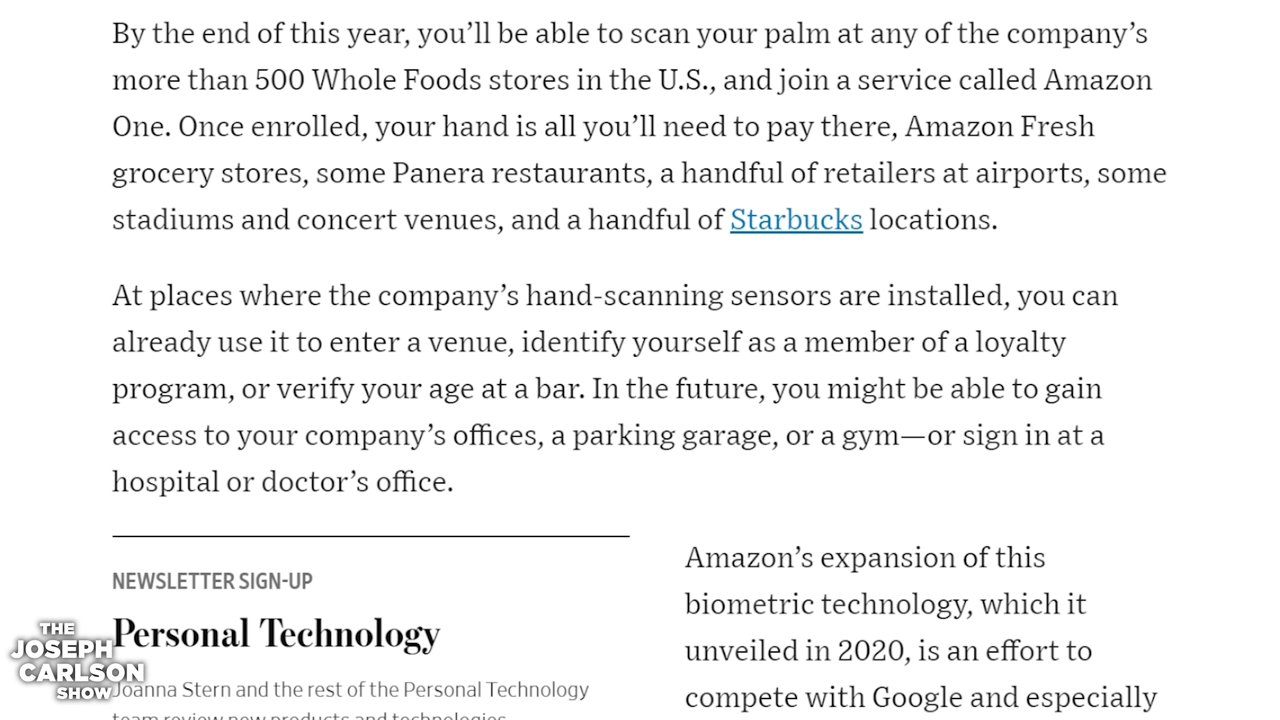 By the end of this year, you’ll be able to scan your palm at any of the company’s
more than 500 Whole Foods stores in the U.S., and join a service called Amazon
One. Once enrolled, your hand is all you’ll need to pay there, Amazon Fresh
grocery stores, some Panera restaurants, a handful of retailers at airports, some
stadiums and concert venues, and a handful of Starbucks locations.
At places where the company’s hand-scanning sensors are installed, you can
already use it to enter a venue, identify yourself as a member of a loyalty
program, or verify your age at a bar. In the future, you might be able to gain
access to your company’s offices, a parking garage, or a gym—or sign in at a
hospital or doctor’s office.
NEWSLETTER SIGN-UP
Personal Technology
Joanna Stern and the rest of the Personal Technology
team review new products and technologies
Amazon’s expansion of this
biometric technology, which it
unveiled in 2020, is an effort to
compete with Google and especially
THE
JOSEPH
CARLSON
SHOW